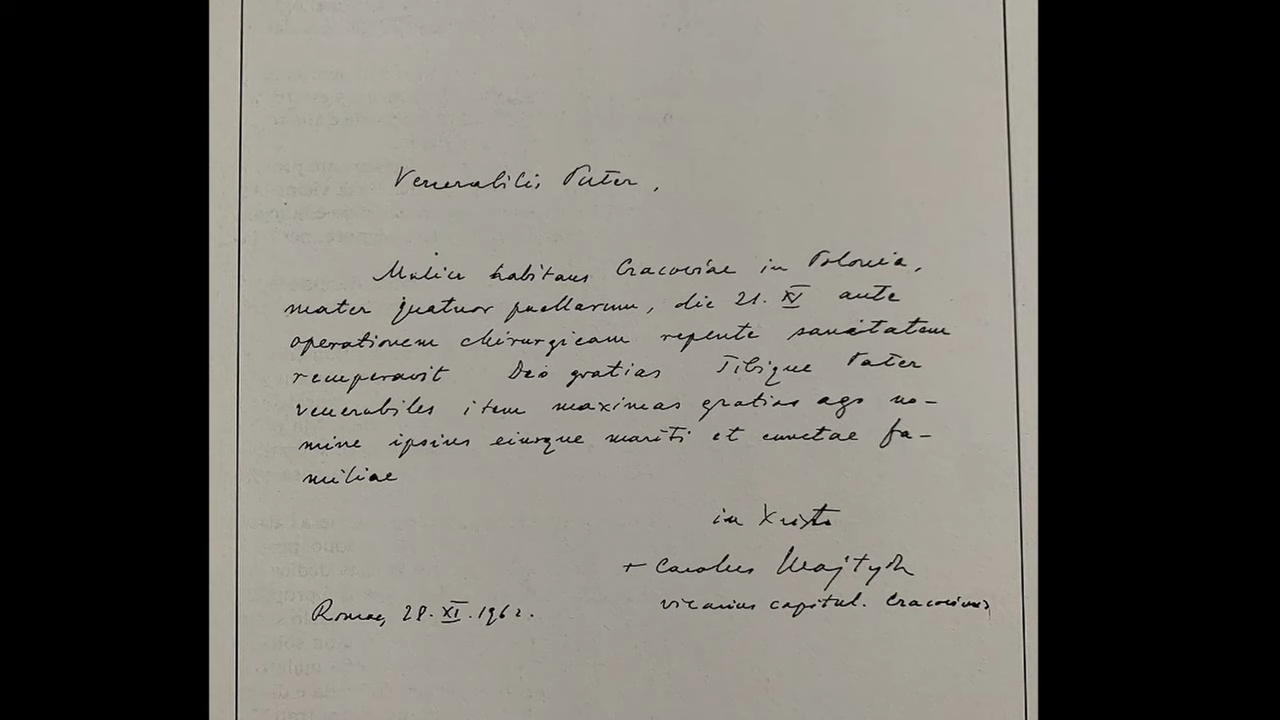 Venerabilis Pater,
Mulier habitans Cracoviae in Polonia,
mater quatuor puellarum, die 21. XI ante
operationem chirurgicam repente sanitatem
recuperavit Deo gratias Tibique Pater
venerabiles item maximas gratias ago no-
mine ipsius eiusque mariti et cunctae fa-
miliae
in Xristo
+ Carolus Wojtyła
vicarius capitul. Cracoviensis
Romae, 28. XI. 1962.